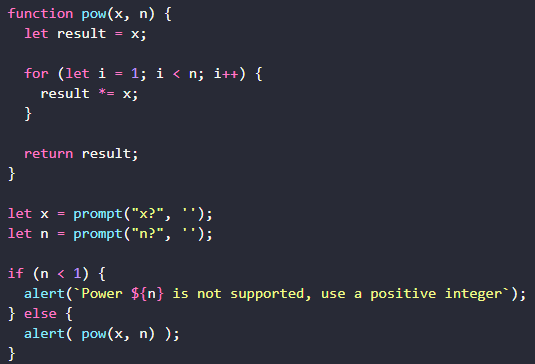 function pow(x, n) {
  let result = x;

  for (let i = 1; i < n; i++) {
    result *= x;
  }

  return result;
}

let x = prompt("x?", '');
let n = prompt("n?", '');

if (n < 1) {
  alert(`Power ${n} is not supported, use a positive integer`);
} else {
  alert( pow(x, n) );
}